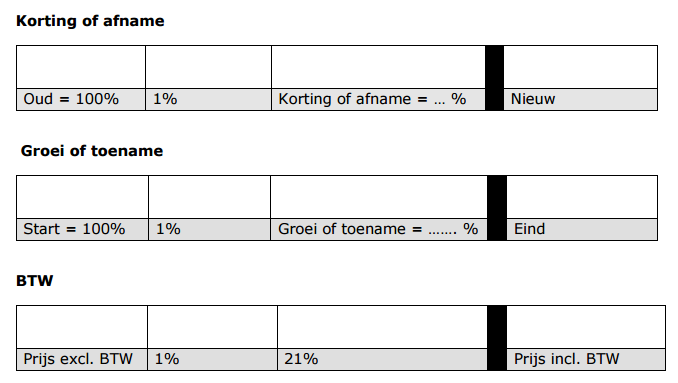 Korting of afname
Oud = 100% 1% Korting of afname = … % Nieuw
Groei of toename
Start = 100% 1% Groei of toename = ……. % Eind
BTW
Prijs excl. BTW 1% 21% Prijs incl. BTW